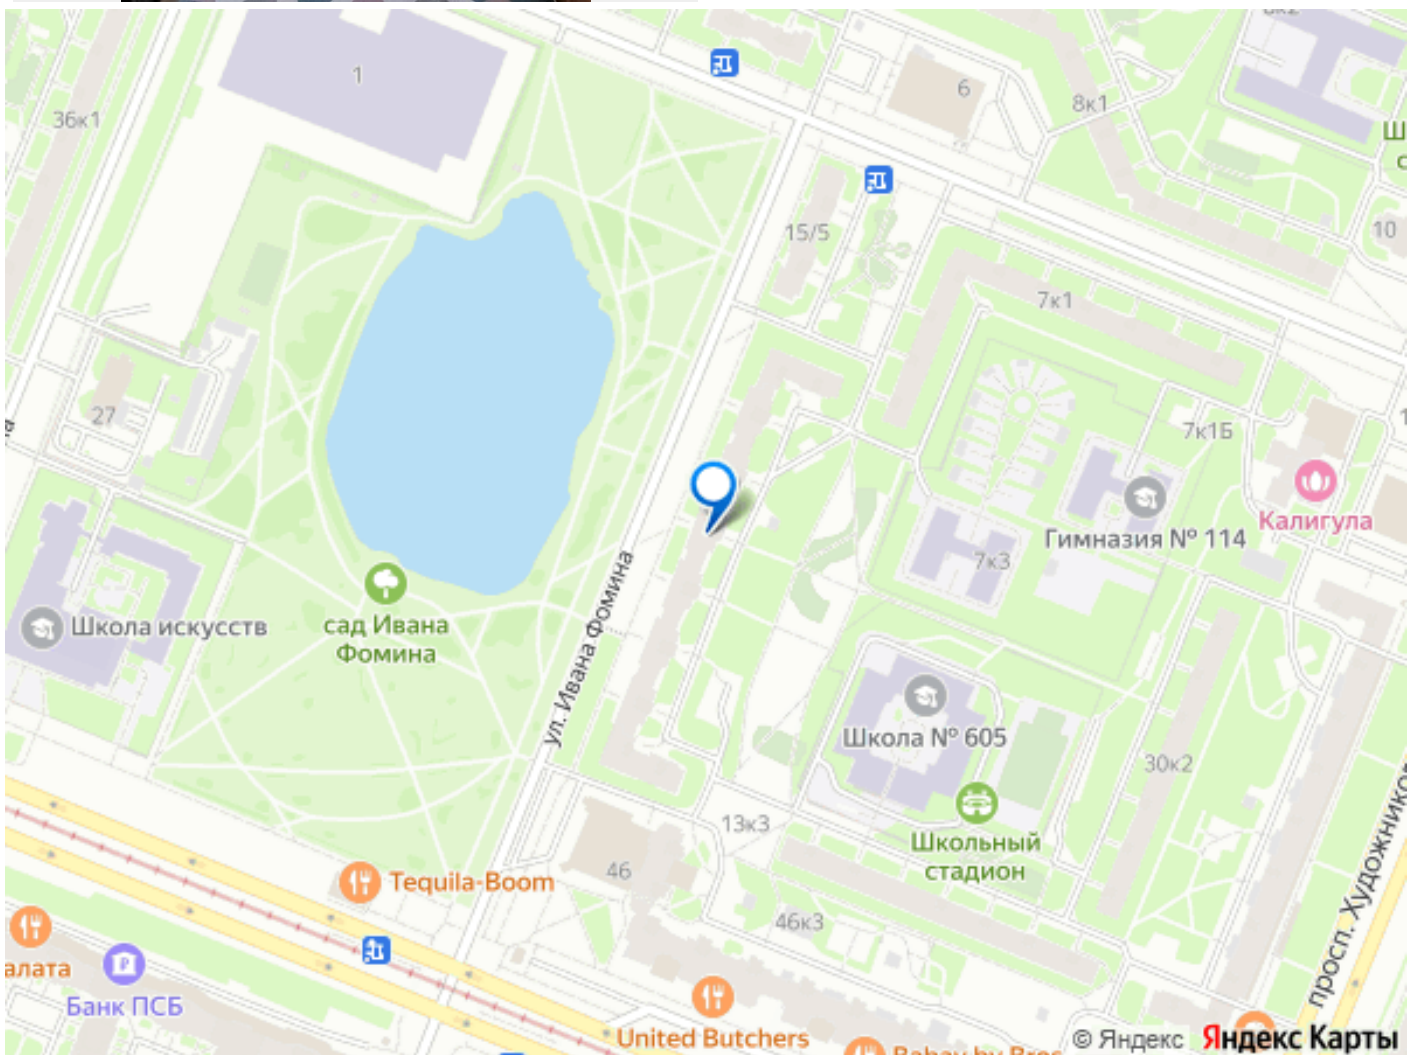 1
36к1
6
8к1
10
15/5
7к1
27
7к1Б
Калигула
Гимназия № 114
7к3
Школа искусств
сад Ивана
Фомина
ул. Ивана Фомина
Школа № 605
30к2
13к3
Школьный
стадион
46
Tequila-Boom
46к3
просп. Художников
алата
Банк ПСБ
United Butchers
© Яндекс Яндекс Карты